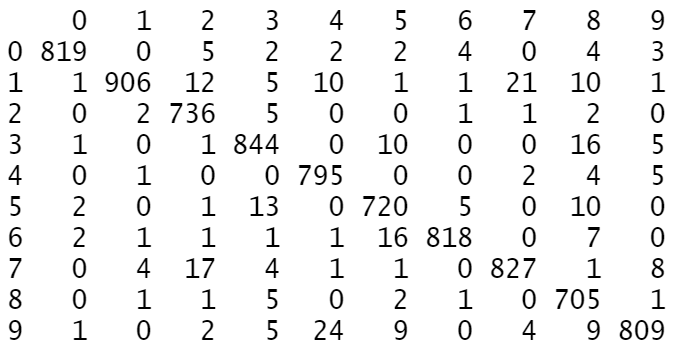 0 1 2 3 4 5 6 7 8 9
0 819 0 5 2 2 2 4 0 4 3
1 1 906 12 5 10 1 1 21 10 1
2 0 2 736 5 0 0 1 1 2 0
3 1 0 1 844 0 10 0 0 16 5
4 0 1 0 0 795 0 0 2 4 5
5 2 0 1 13 0 720 5 0 10 0
6 2 1 1 1 1 16 818 0 7 0
7 0 4 17 4 1 1 0 827 1 8
8 0 1 1 5 0 2 1 0 705 1
9 1 0 2 5 24 9 0 4 9 809